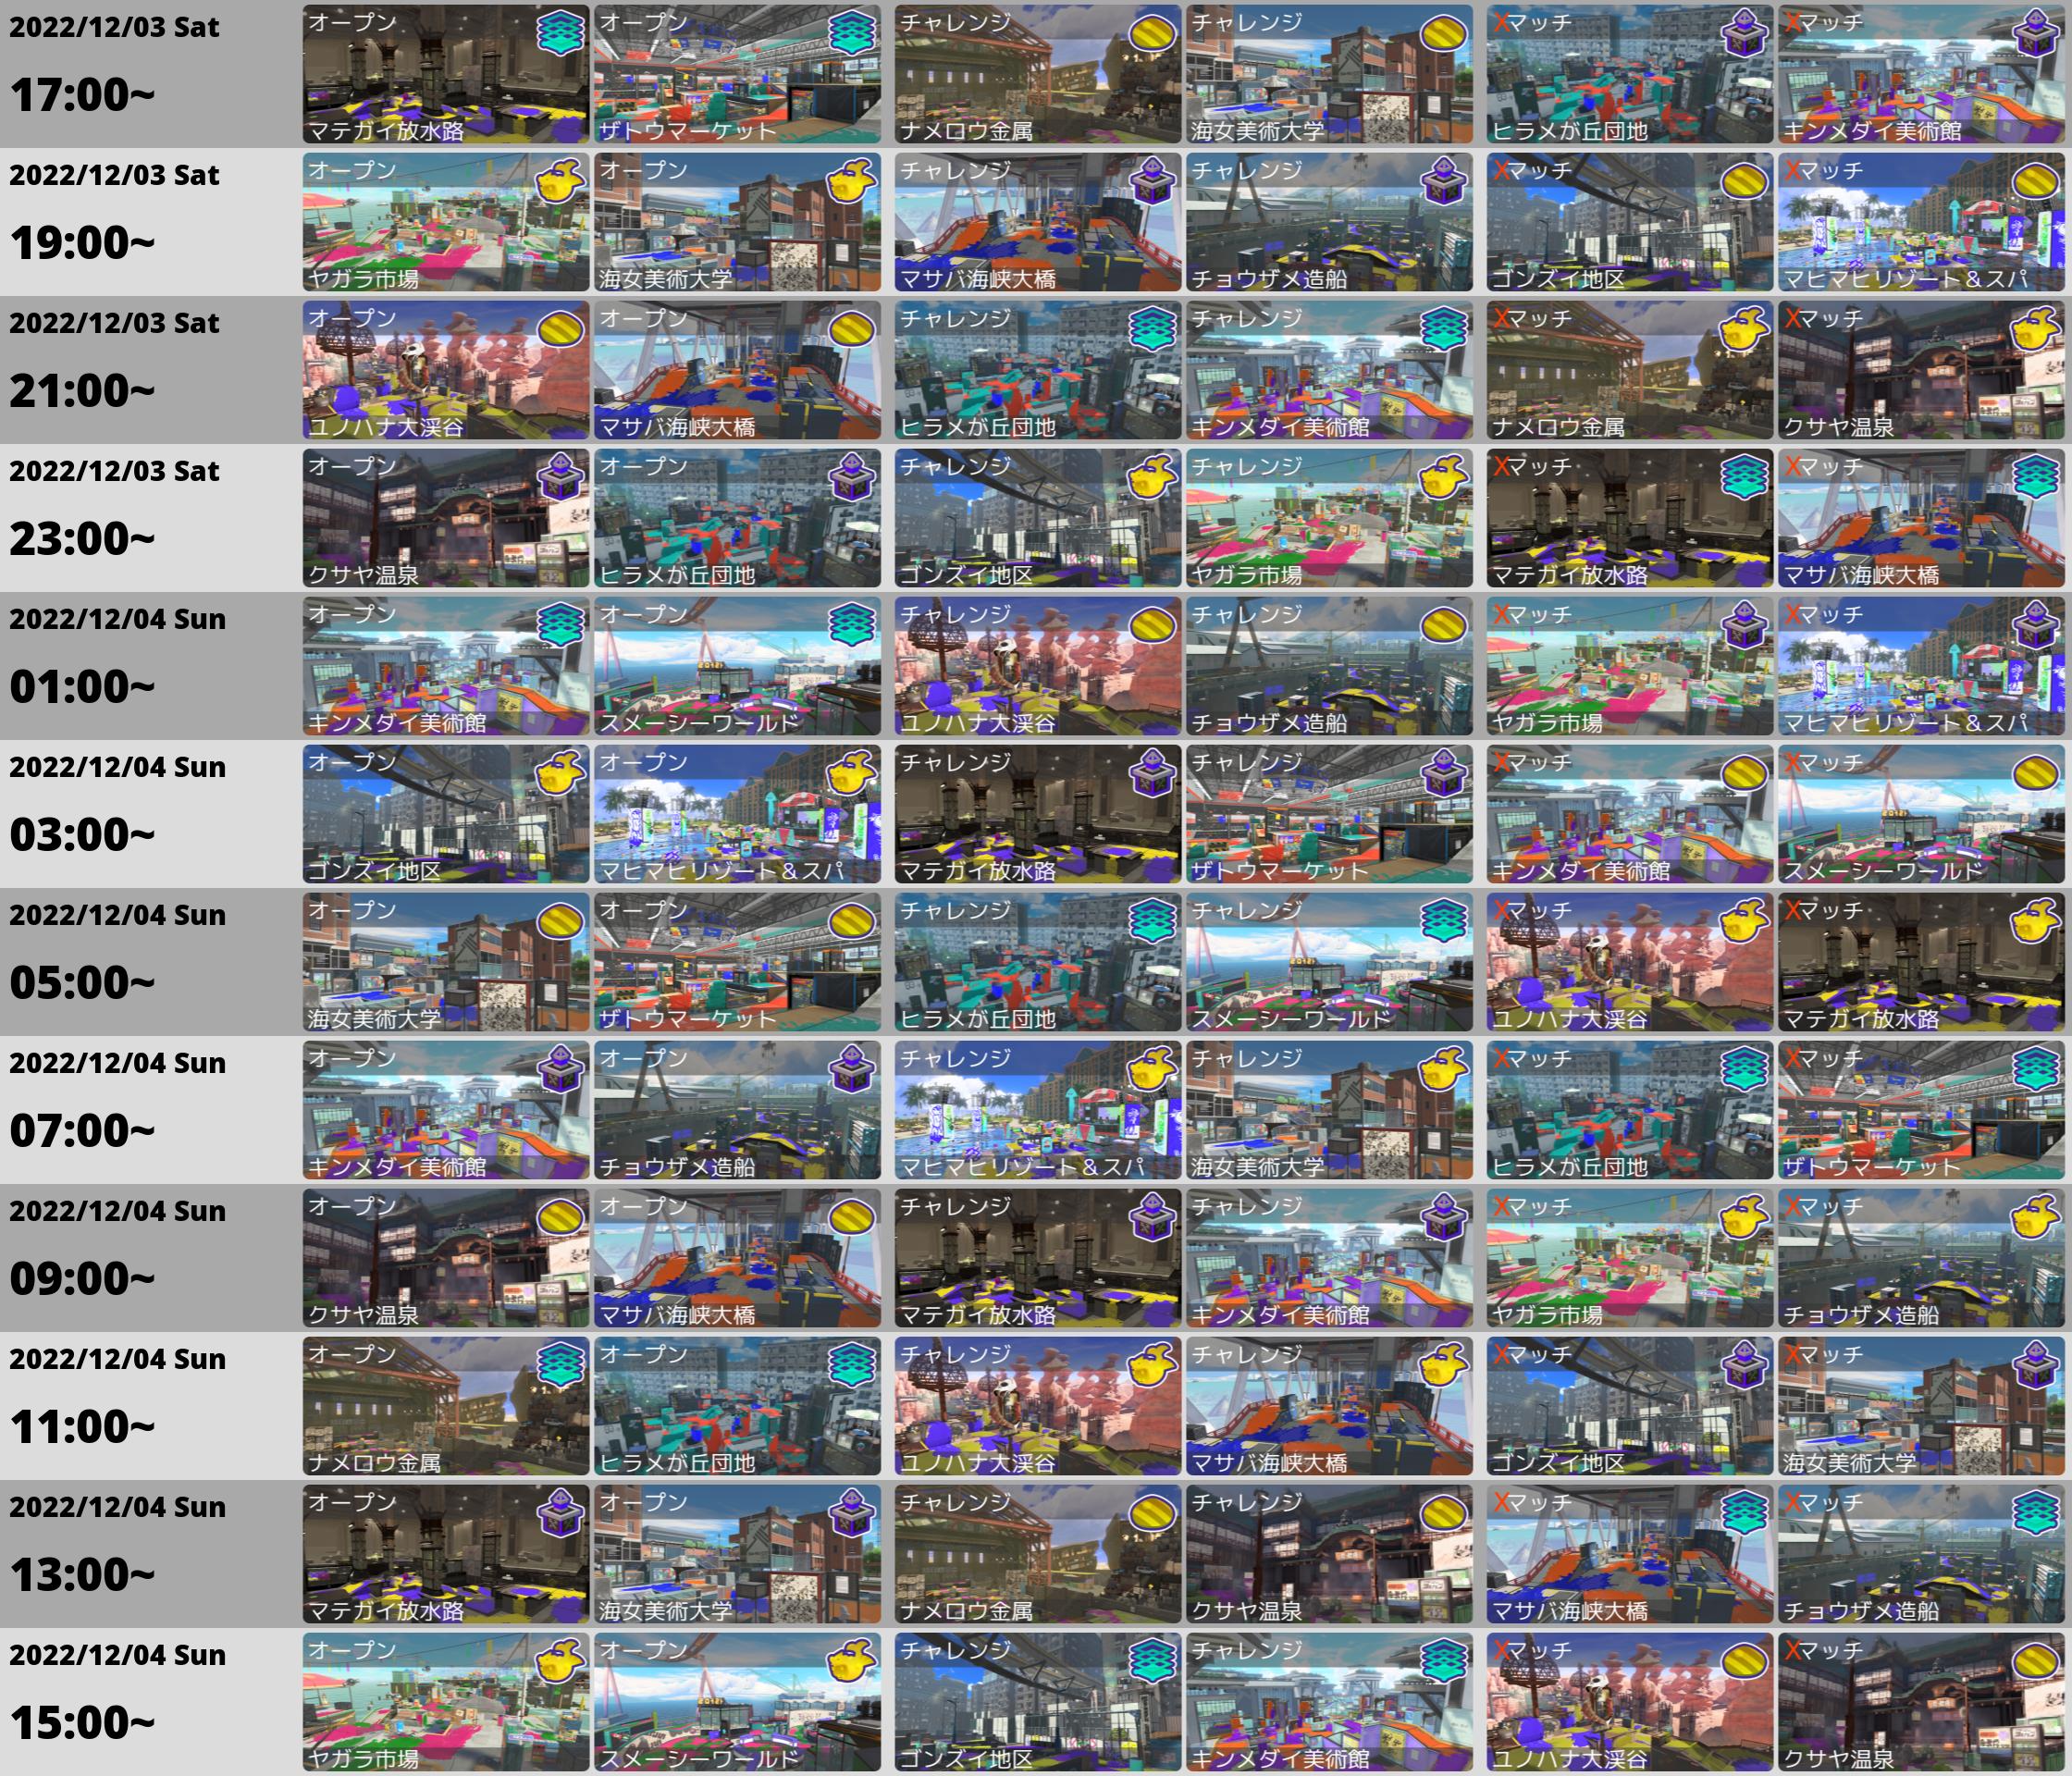 2022/12/03 Sat
17:00~
オープン オープン チャレンジ チャレンジ Xマッチ Xマッチ
マテガイ放水路 ザトウマーケット ナメロウ金属 海女美術大学 ヒラメが丘団地 キンメダイ美術館
2022/12/03 Sat
19:00~
オープン オープン チャレンジ チャレンジ Xマッチ Xマッチ
ヤガラ市場 海女美術大学 マサバ海峡大橋 チョウザメ造船 ゴンズイ地区 マヒマヒリゾート&スパ
2022/12/03 Sat
21:00~
オープン オープン チャレンジ チャレンジ Xマッチ Xマッチ
ユノハナ大渓谷 マサバ海峡大橋 ヒラメが丘団地 キンメダイ美術館 ナメロウ金属 クサヤ温泉
2022/12/03 Sat
23:00~
オープン オープン チャレンジ チャレンジ Xマッチ Xマッチ
クサヤ温泉 ヒラメが丘団地 ゴンズイ地区 ヤガラ市場 マテガイ放水路 マサバ海峡大橋
2022/12/04 Sun
01:00~
オープン オープン チャレンジ チャレンジ Xマッチ Xマッチ
キンメダイ美術館 スメーシーワールド ユノハナ大渓谷 チョウザメ造船 ヤガラ市場 マヒマヒリゾート&スパ
2022/12/04 Sun
03:00~
オープン オープン チャレンジ チャレンジ Xマッチ Xマッチ
ゴンズイ地区 マヒマヒリゾート&スパ マテガイ放水路 ザトウマーケット キンメダイ美術館 スメーシーワールド
2022/12/04 Sun
05:00~
オープン オープン チャレンジ チャレンジ Xマッチ Xマッチ
海女美術大学 ザトウマーケット ヒラメが丘団地 スメーシーワールド ユノハナ大渓谷 マテガイ放水路
2022/12/04 Sun
07:00~
オープン オープン チャレンジ チャレンジ Xマッチ Xマッチ
キンメダイ美術館 チョウザメ造船 マヒマヒリゾート&スパ 海女美術大学 ヒラメが丘団地 ザトウマーケット
2022/12/04 Sun
09:00~
オープン オープン チャレンジ チャレンジ Xマッチ Xマッチ
クサヤ温泉 マサバ海峡大橋 マテガイ放水路 キンメダイ美術館 ヤガラ市場 チョウザメ造船
2022/12/04 Sun
11:00~
オープン オープン チャレンジ チャレンジ Xマッチ Xマッチ
ナメロウ金属 ヒラメが丘団地 ユノハナ大渓谷 マサバ海峡大橋 ゴンズイ地区 海女美術大学
2022/12/04 Sun
13:00~
オープン オープン チャレンジ チャレンジ Xマッチ Xマッチ
マテガイ放水路 海女美術大学 ナメロウ金属 クサヤ温泉 マサバ海峡大橋 チョウザメ造船
2022/12/04 Sun
15:00~
オープン オープン チャレンジ チャレンジ Xマッチ Xマッチ
ヤガラ市場 スメーシーワールド ゴンズイ地区 キンメダイ美術館 ユノハナ大渓谷 クサヤ温泉